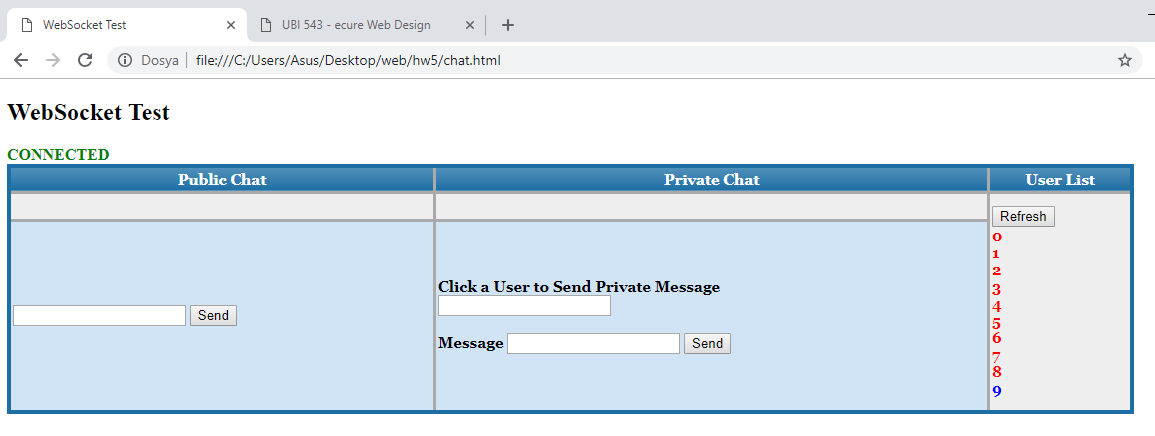 WebSocket Test
UBI 543 - ecure Web Design
Dosya
file:///C:/Users/Asus/Desktop/web/hw5/chat.html
WebSocket Test
CONNECTED
Public Chat
Private Chat
User List
Refresh
0
1
2
3
4
5
6
7
8
9
Send
Click a User to Send Private Message
Message
Send